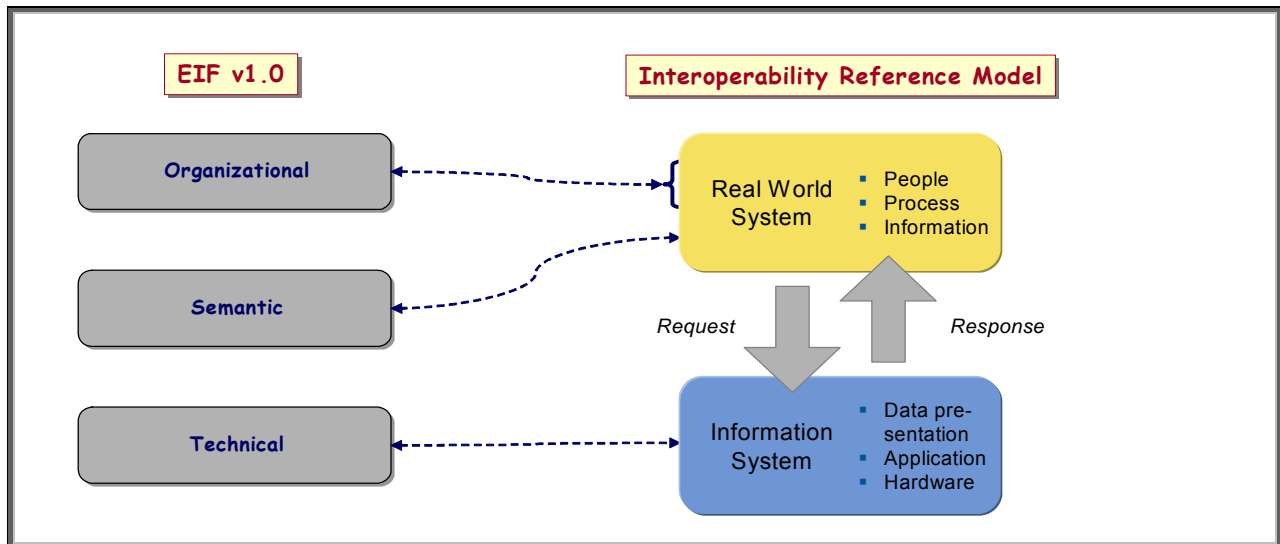 EIF v1.0
Interoperability Reference Model
Organizational
Real World
System
▪ People
▪ Process
▪ Information
Semantic
Request
Response
Technical
Information
System
▪ Data pre-
sentation
▪ Application
▪ Hardware